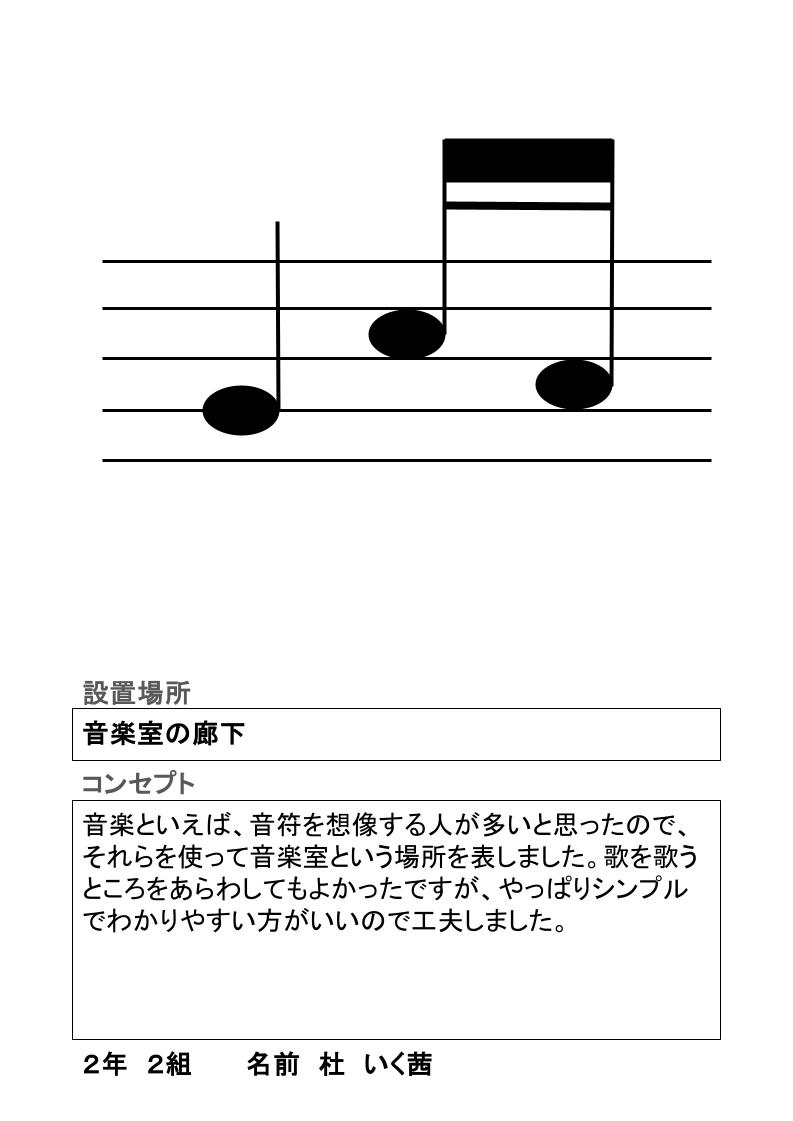 設置場所
音楽室の廊下
コンセプト
音楽といえば、音符を想像する人が多いと思ったので、
それらを使って音楽室という場所を表しました。歌を歌う
ところをあらわしてもよかったですが、やっぱりシンプル
でわかりやすい方がいいので工夫しました。
２年　２組　　名前　杜　いく茜